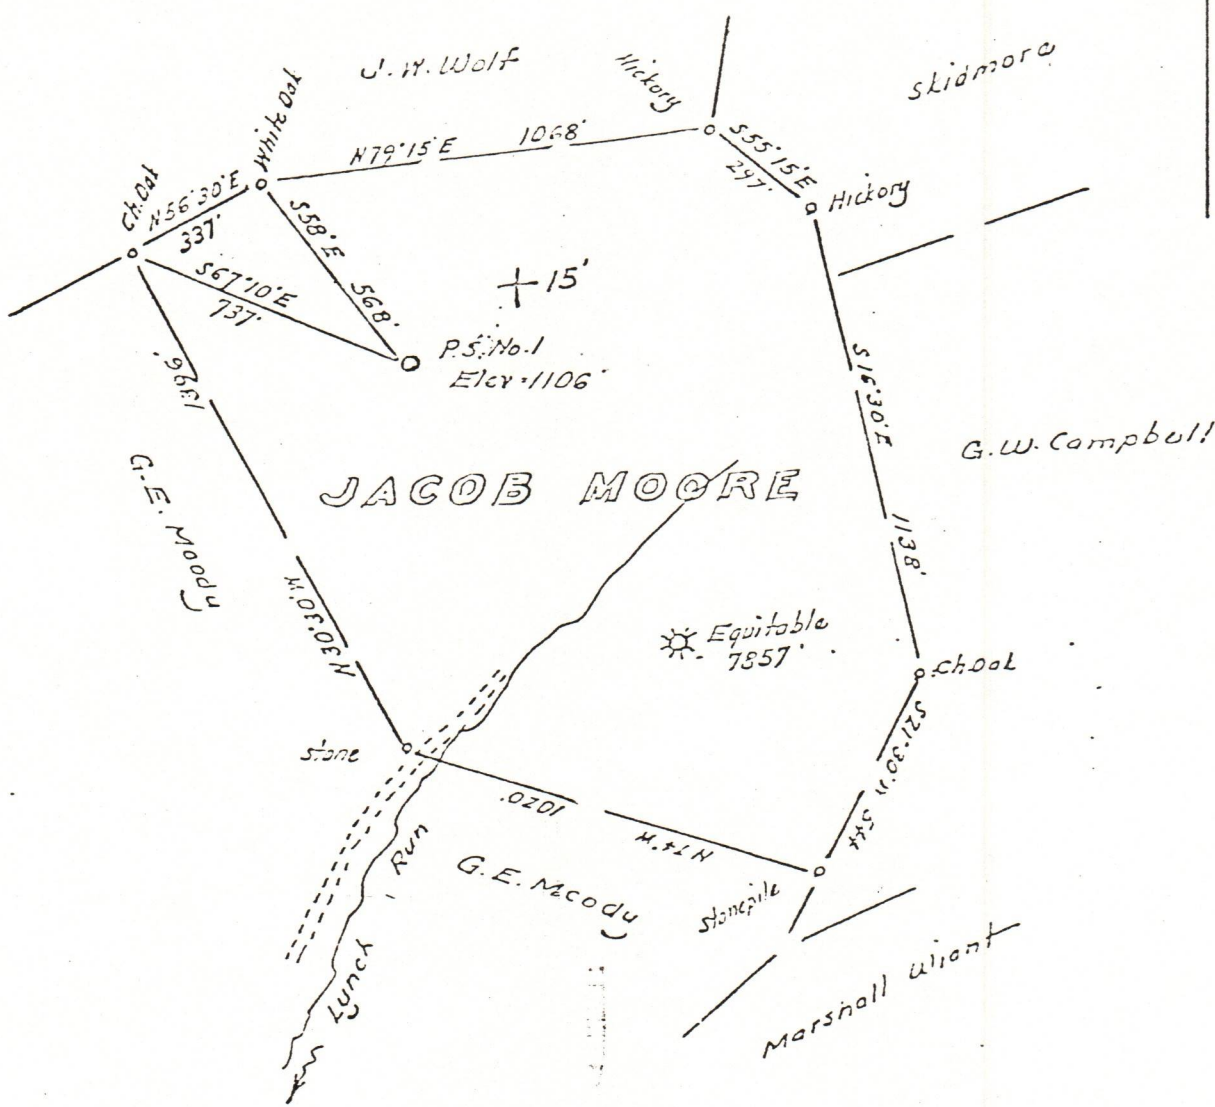 J. W. Wolf
Hickory
Skidmore
White Oak
Ch. Oak
N79°15'E 1068'
S55°15'E
297'
N56°30'E
337'
Hickory
S58°E 568'
S67°10'E
737'
15'
P.S. No. 1
Elev = 1106'
1396'
S16°30'E 1138'
G.W. Campbell
G. E. Moody
JACOB MOORE
N30°30'W
Equitable
7857'
Ch Oak
Stone
S21°30'W 544
1020'
N 74° W
Run
G. E. Moody
Stonepile
Lynch
Marshall Wiant